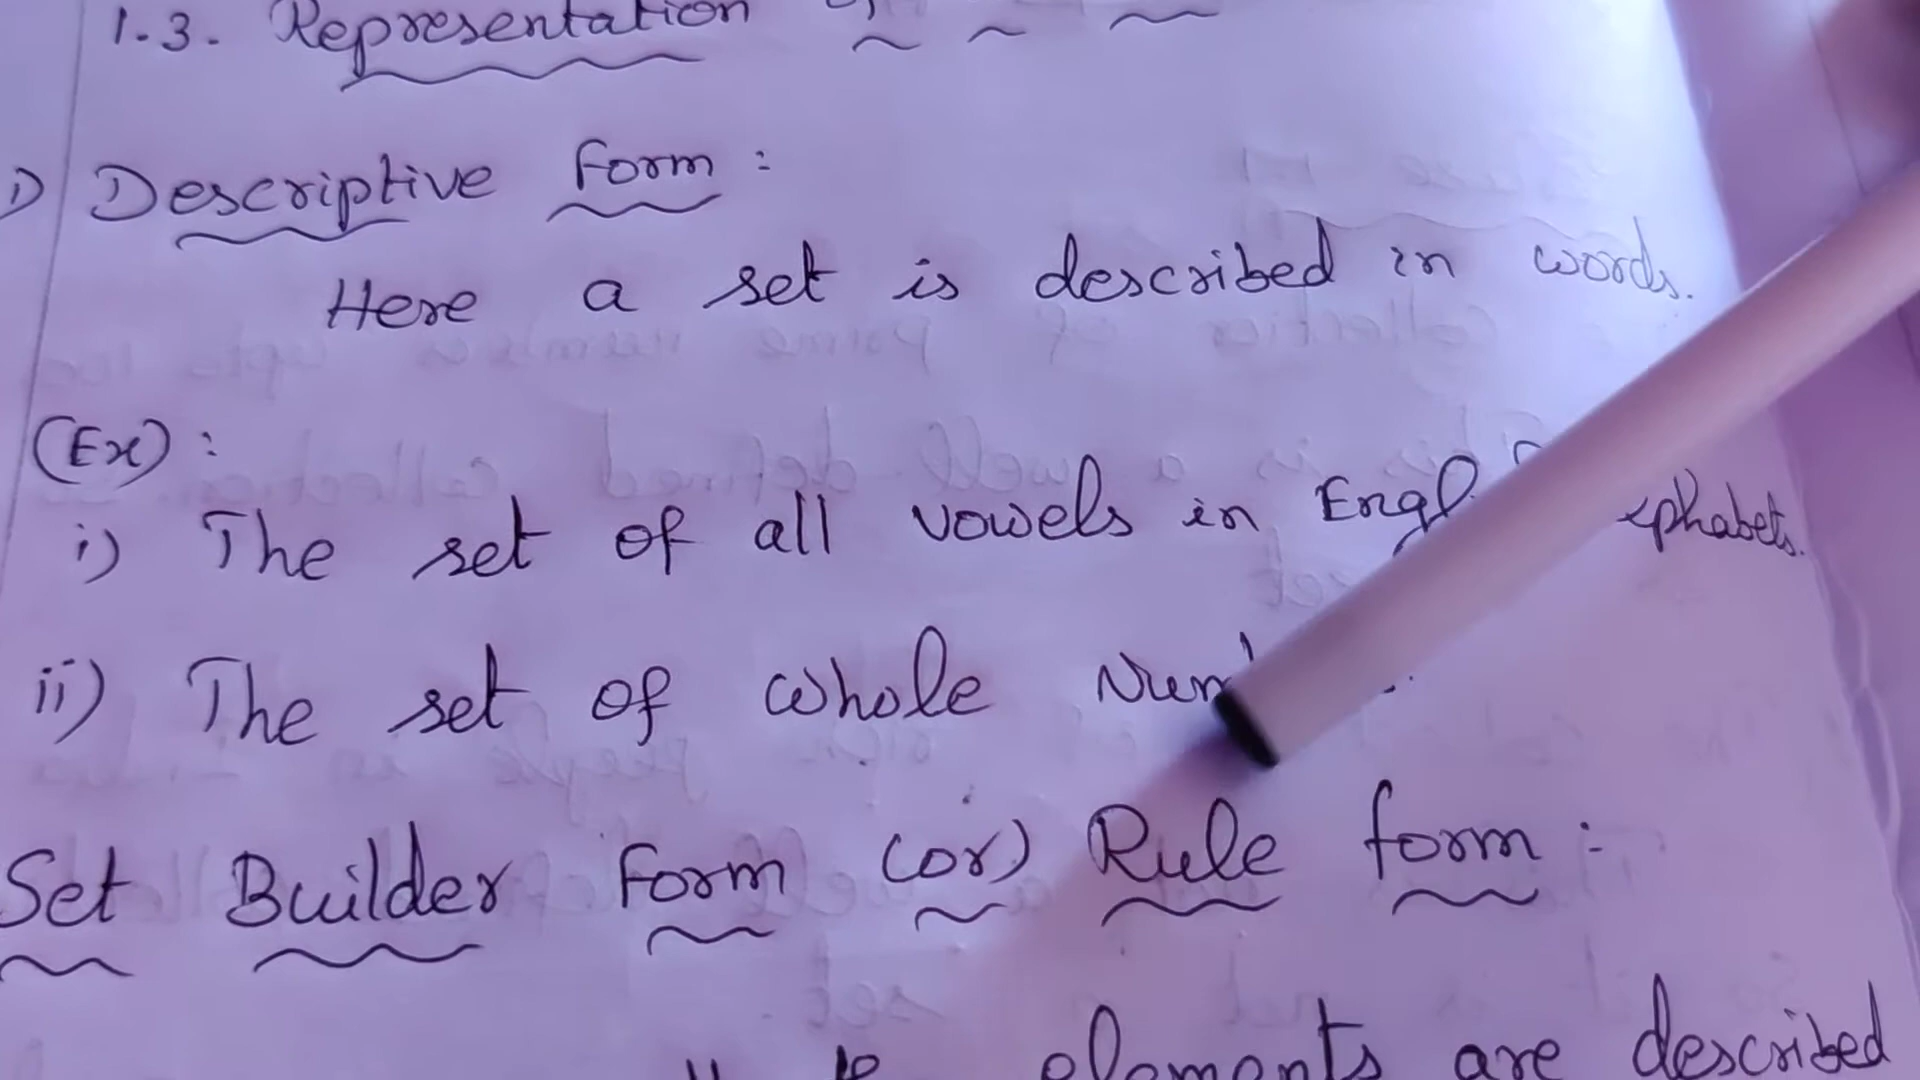 1.3. Representation
1) Descriptive Form :
Here a set is described in words.
(Ex) :
i) The set of all vowels in
ii) The set of whole
Set Builder Form (or) Rule form :
elements are described